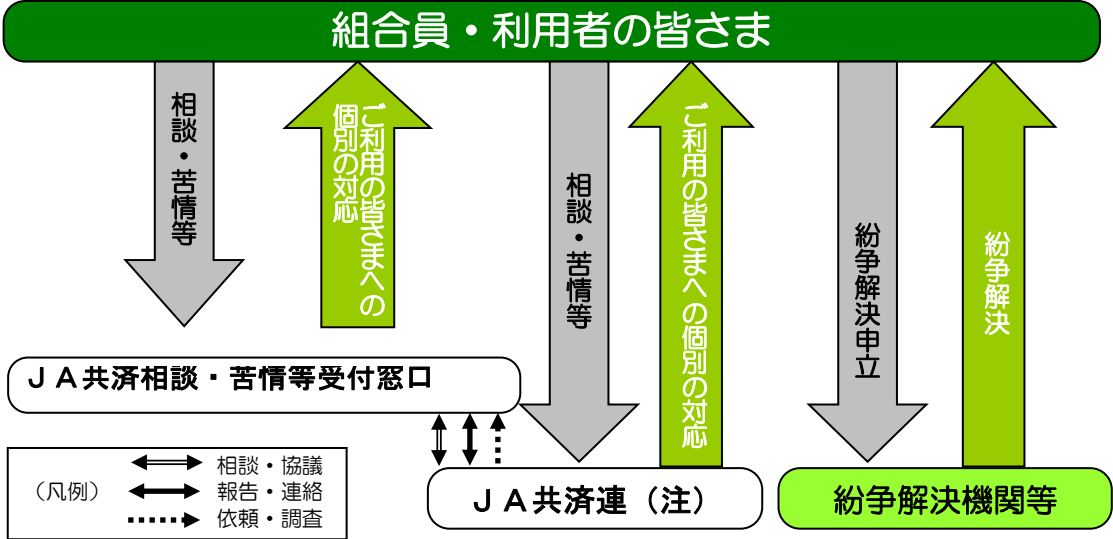 組合員・利用者の皆さま
相談・苦情等
ご利用の皆さまへの
個別の対応
相談・苦情等
ご利用の皆さまへの個別の対応
紛争解決申立
紛争解決
ＪＡ共済相談・苦情等受付窓口
（凡例）
相談・協議
報告・連絡
依頼・調査
ＪＡ共済連（注）
紛争解決機関等